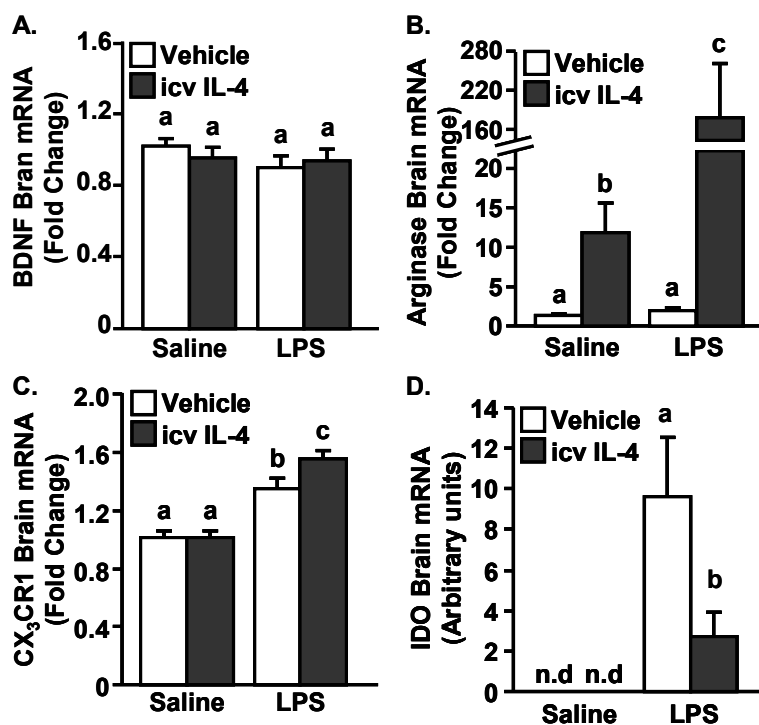 A.
BDNF Bran mRNA
(Fold Change)
1.6
1.2
0.8
0.4
0
Vehicle
icv IL-4
a
a
a
a
Saline
LPS
B.
Arginase Brain mRNA
(Fold Change)
280
220
160
20
15
10
5
0
Vehicle
icv IL-4
a
b
a
c
Saline
LPS
C.
CX₃CR1 Brain mRNA
(Fold Change)
2.0
1.6
1.2
0.8
0.4
0
Vehicle
icv IL-4
a
a
b
c
Saline
LPS
D.
IDO Brain mRNA
(Arbitrary units)
14
12
10
8
6
4
2
0
Vehicle
icv IL-4
n.d
n.d
a
b
Saline
LPS